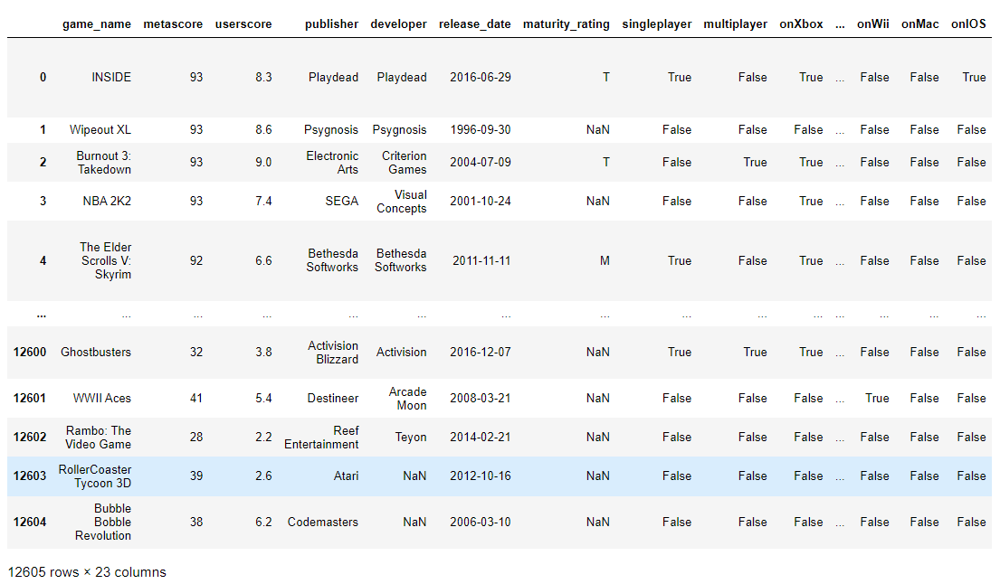 game_name metascore userscore publisher developer release_date maturity_rating singleplayer multiplayer onXbox ... onWii onMac onIOS
0 INSIDE 93 8.3 Playdead Playdead 2016-06-29 T True False True ... False False True
1 Wipeout XL 93 8.6 Psygnosis Psygnosis 1996-09-30 NaN False False False ... False False False
2 Burnout 3: Takedown 93 9.0 Electronic Arts Criterion Games 2004-07-09 T False True True ... False False False
3 NBA 2K2 93 7.4 SEGA Visual Concepts 2001-10-24 NaN False False True ... False False False
4 The Elder Scrolls V: Skyrim 92 6.6 Bethesda Softworks Bethesda Softworks 2011-11-11 M True False True ... False False False
... ... ... ... ... ... ... ... ... ... ... ... ... ... ...
12600 Ghostbusters 32 3.8 Activision Blizzard Activision 2016-12-07 NaN True True True ... False False False
12601 WWII Aces 41 5.4 Destineer Arcade Moon 2008-03-21 NaN False False False ... True False False
12602 Rambo: The Video Game 28 2.2 Reef Entertainment Teyon 2014-02-21 NaN False False False ... False False False
12603 RollerCoaster Tycoon 3D 39 2.6 Atari NaN 2012-10-16 NaN False False False ... False False False
12604 Bubble Bobble Revolution 38 6.2 Codemasters NaN 2006-03-10 NaN False False False ... False False False
12605 rows × 23 columns